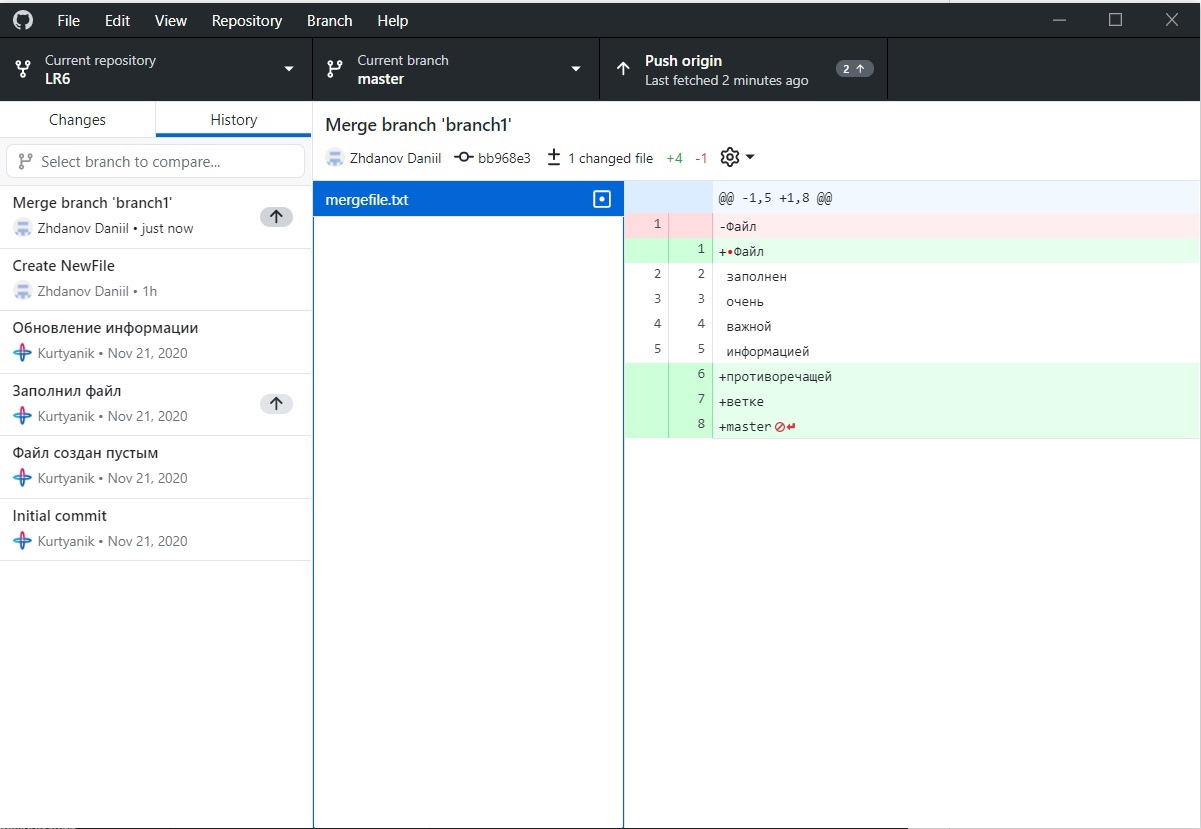 File Edit View Repository Branch Help
Current repository
LR6
Current branch
master
Push origin
Last fetched 2 minutes ago
2
Changes
History
Select branch to compare...
Merge branch 'branch1'
Zhdanov Daniil • just now
Create NewFile
Zhdanov Daniil • 1h
Обновление информации
Kurtyanik • Nov 21, 2020
Заполнил файл
Kurtyanik • Nov 21, 2020
Файл создан пустым
Kurtyanik • Nov 21, 2020
Initial commit
Kurtyanik • Nov 21, 2020
Merge branch 'branch1'
Zhdanov Daniil bb968e3 1 changed file +4 -1
mergefile.txt
@@ -1,5 +1,8 @@
1 -Файл
1 +•Файл
2 2 заполнен
3 3 очень
4 4 важной
5 5 информацией
6 +противоречащей
7 +ветке
8 +master